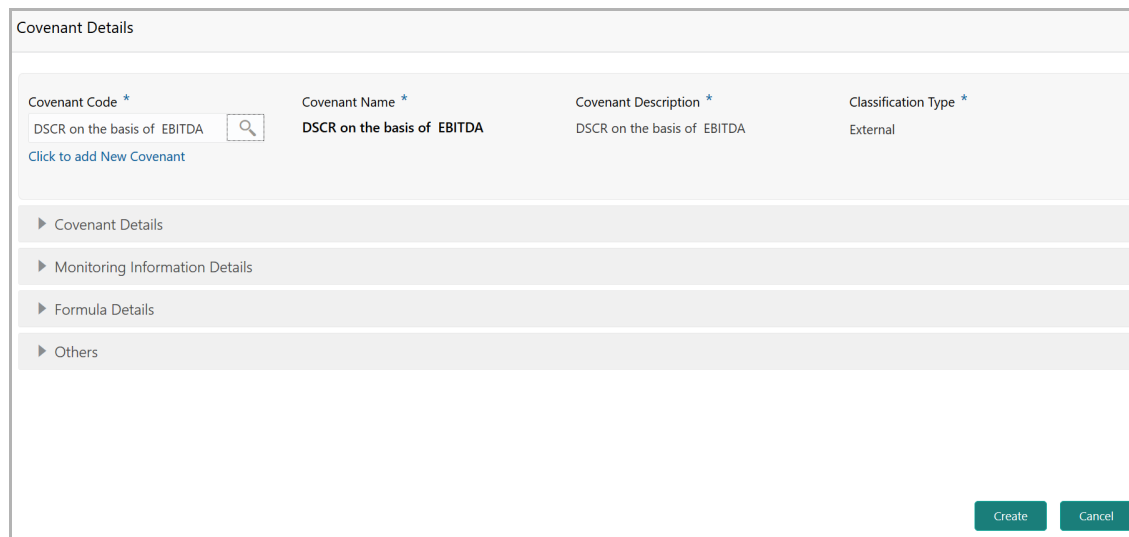 Covenant Details
Covenant Code * Covenant Name * Covenant Description * Classification Type *
DSCR on the basis of EBITDA DSCR on the basis of EBITDA DSCR on the basis of EBITDA External
Click to add New Covenant
Covenant Details
Monitoring Information Details
Formula Details
Others
Create Cancel